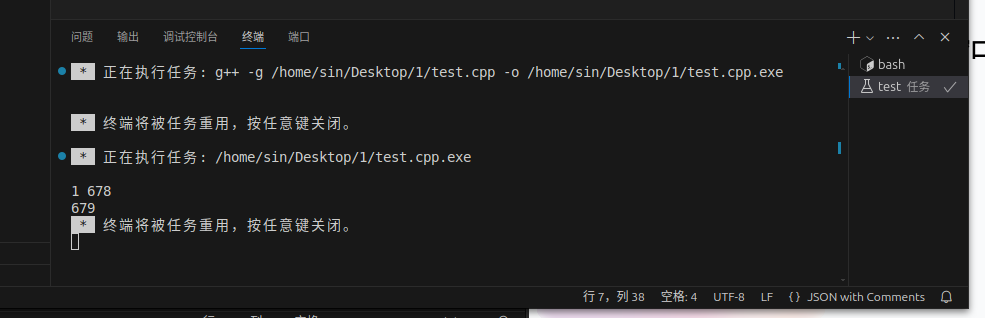 问题 输出 调试控制台 终端 端口
* 正在执行任务: g++ -g /home/sin/Desktop/1/test.cpp -o /home/sin/Desktop/1/test.cpp.exe
bash
test 任务
* 终端将被任务重用，按任意键关闭。
* 正在执行任务: /home/sin/Desktop/1/test.cpp.exe
1 678
679
* 终端将被任务重用，按任意键关闭。
行 7，列 38 空格: 4 UTF-8 LF {} JSON with Comments